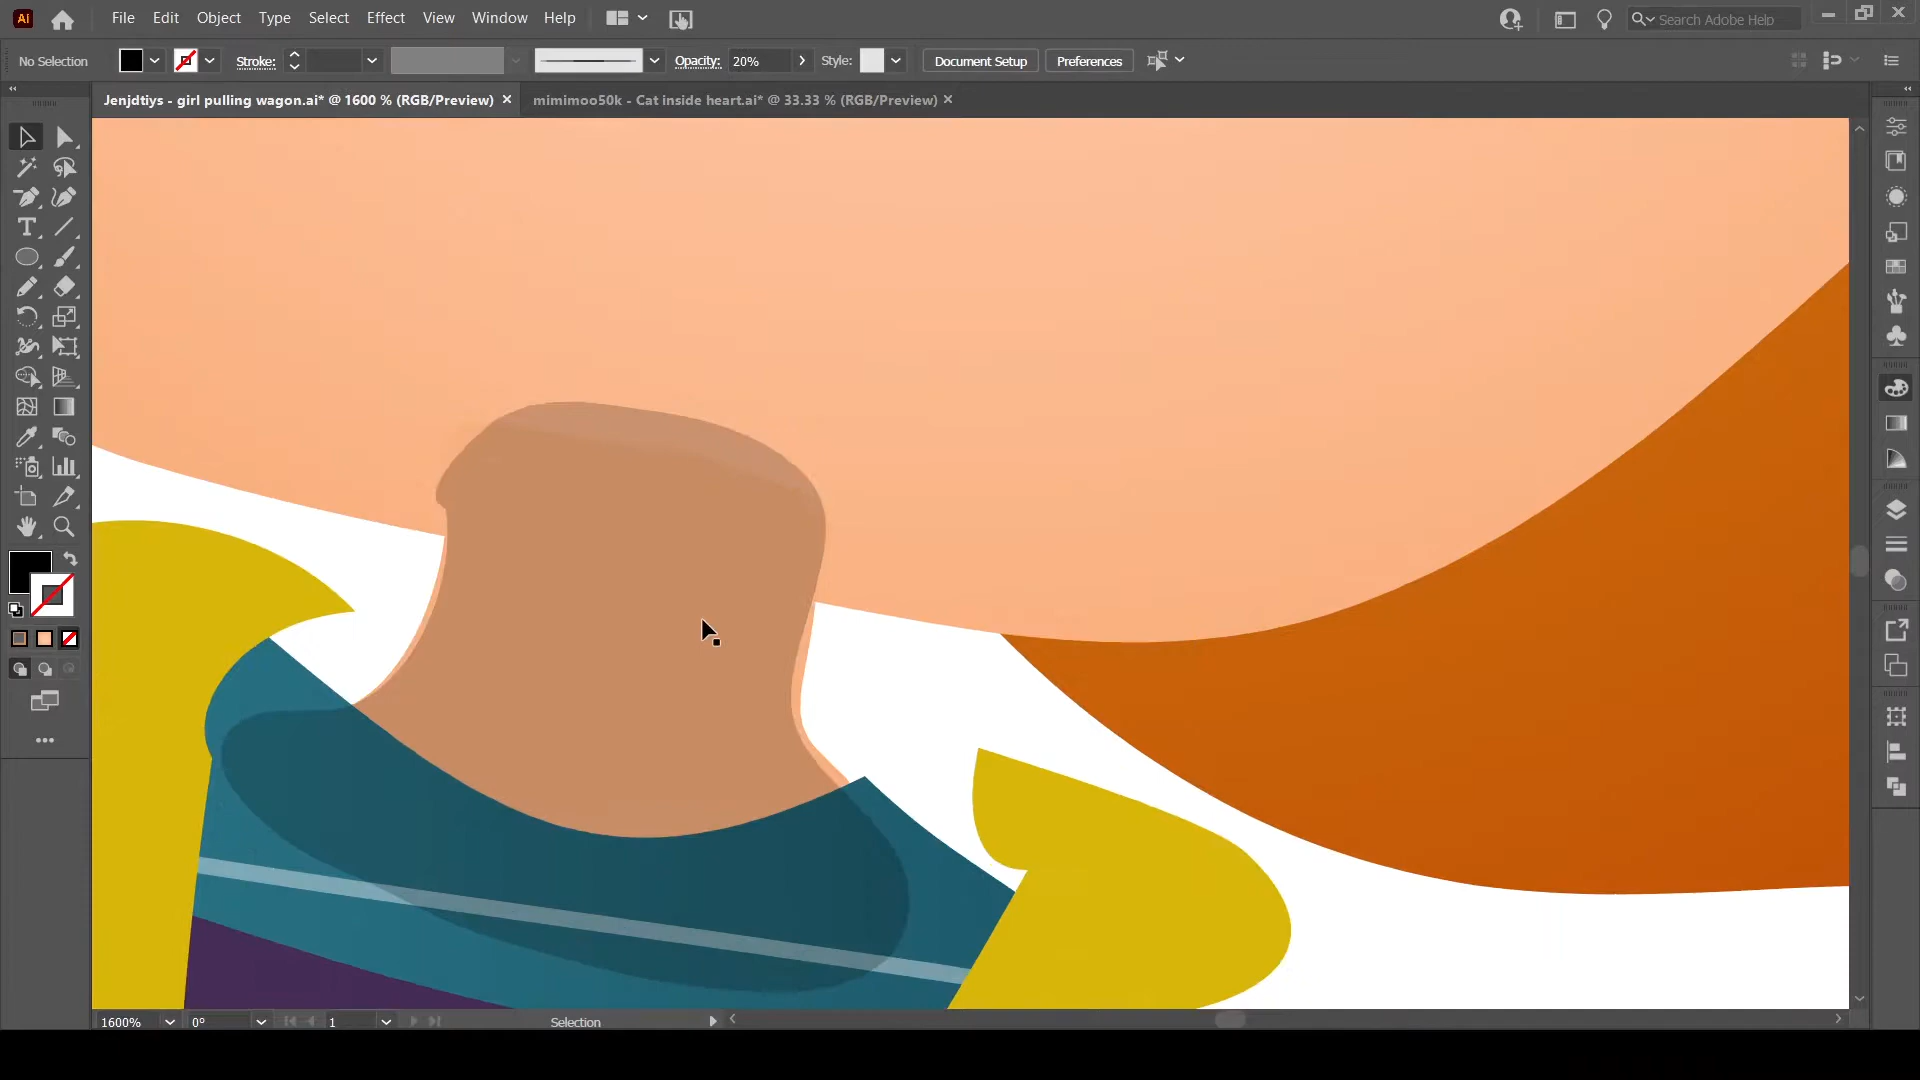 Ai File Edit Object Type Select Effect View Window Help Search Adobe Help
No Selection Stroke: Opacity: 20% Style: Document Setup Preferences
Jenjdtiys - girl pulling wagon.ai* @ 1600 % (RGB/Preview) × mimimoo50k - Cat inside heart.ai* @ 33.33 % (RGB/Preview) ×
1600% 0° 1 Selection